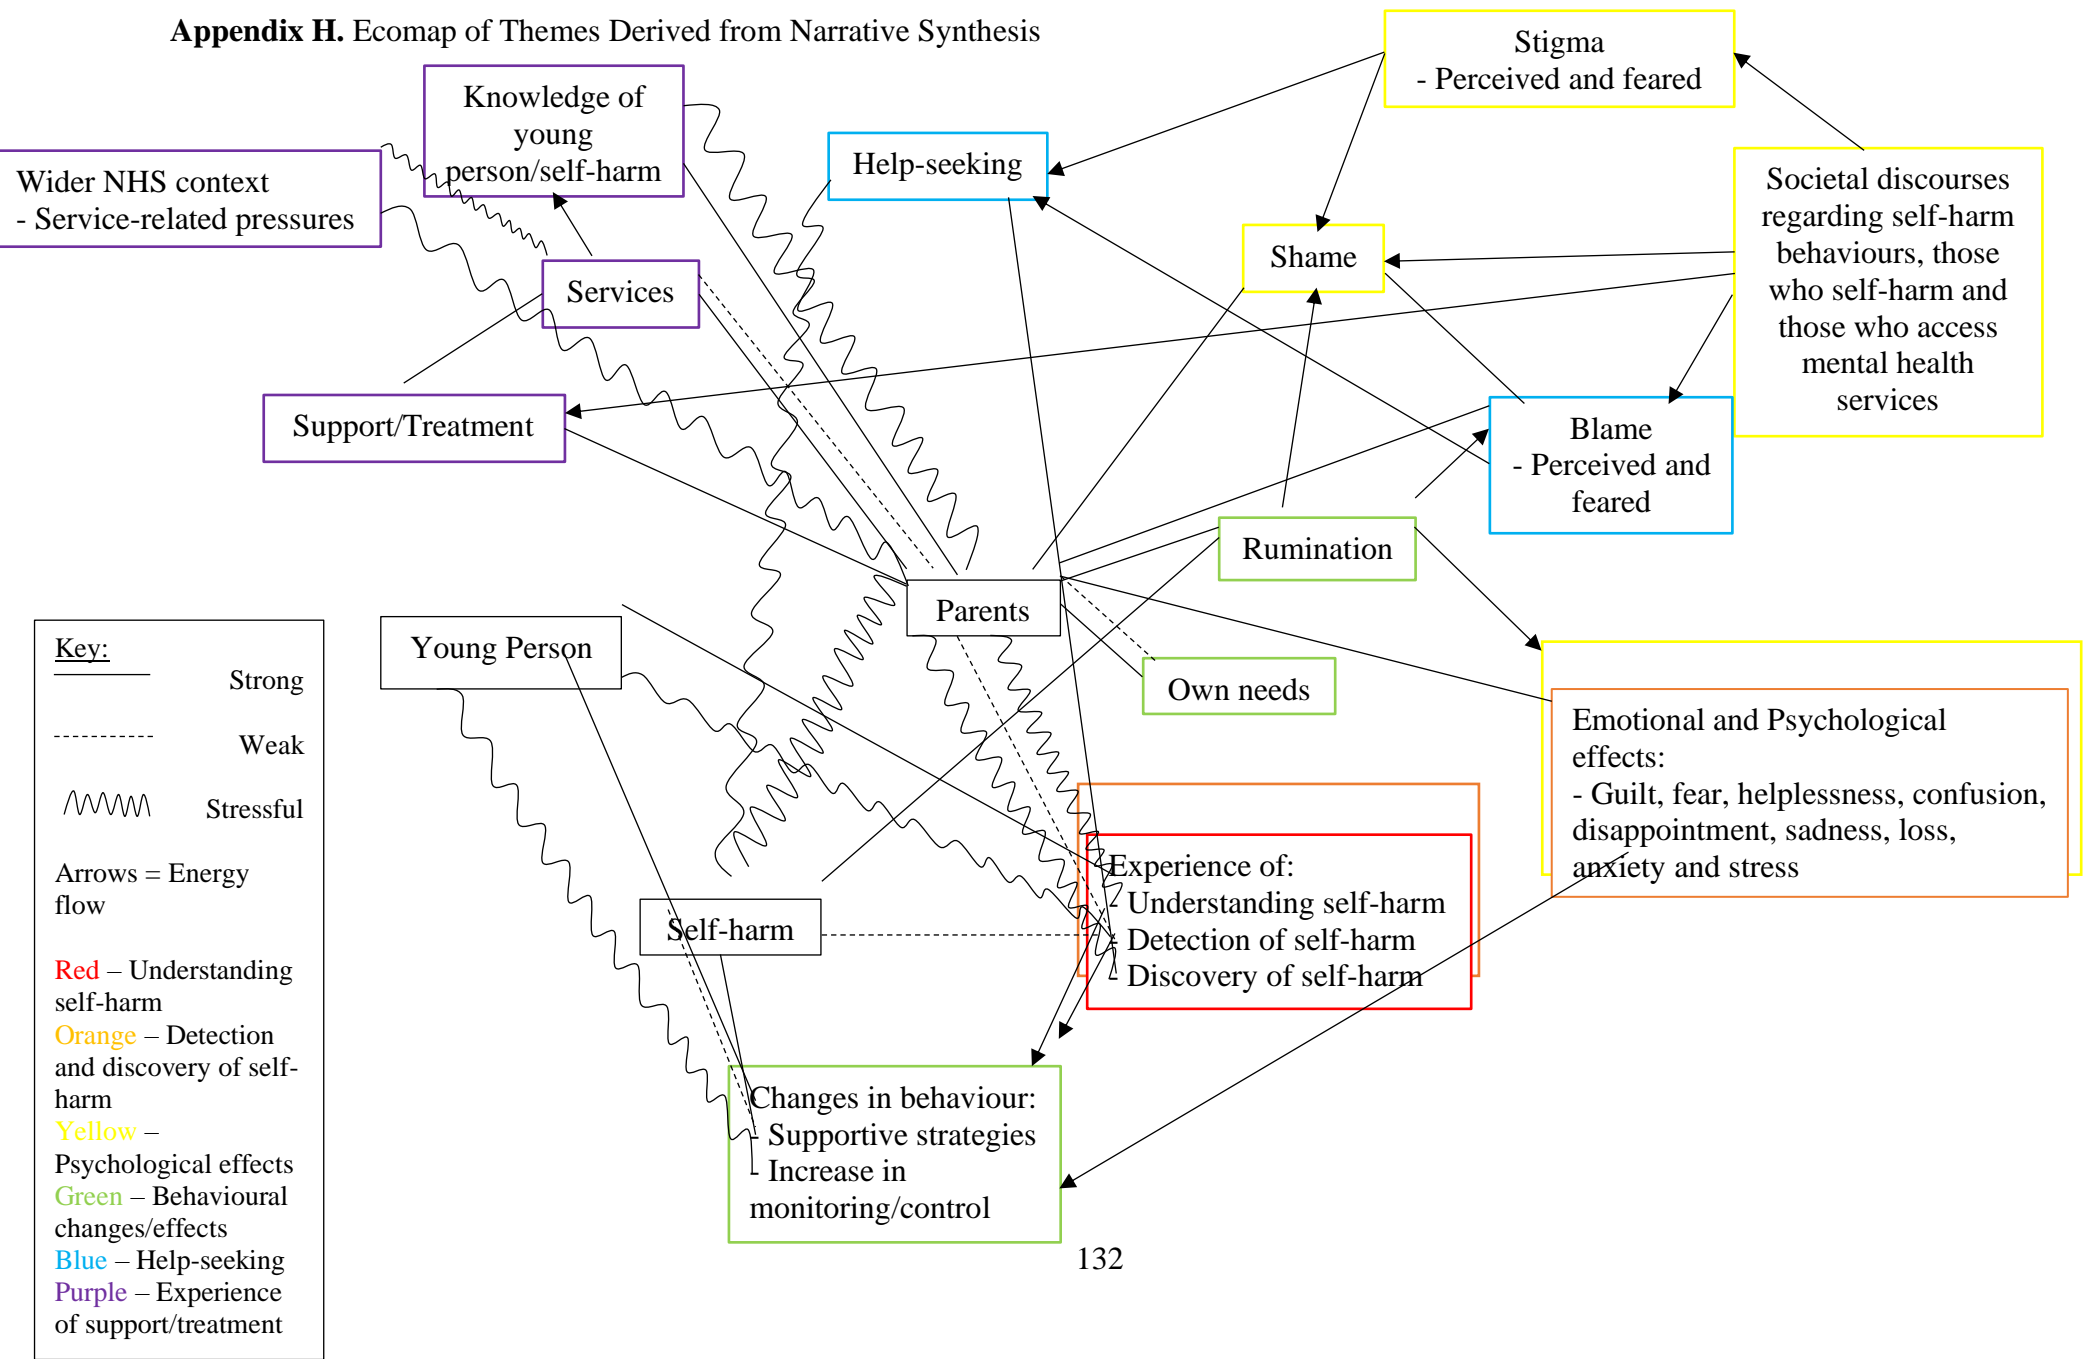 Appendix H. Ecomap of Themes Derived from Narrative Synthesis
Stigma
- Perceived and feared
Knowledge of
young
person/self-harm
Help-seeking
Wider NHS context
- Service-related pressures
Societal discourses
regarding self-harm
behaviours, those
who self-harm and
those who access
mental health
services
Shame
Services
Support/Treatment
Blame
- Perceived and
feared
Rumination
Parents
Young Person
Own needs
Emotional and Psychological
effects:
- Guilt, fear, helplessness, confusion,
disappointment, sadness, loss,
anxiety and stress
Experience of:
- Understanding self-harm
- Detection of self-harm
- Discovery of self-harm
Self-harm
Changes in behaviour:
- Supportive strategies
- Increase in
monitoring/control
Key:
Strong
Weak
Stressful
Arrows = Energy
flow
Red – Understanding
self-harm
Orange – Detection
and discovery of self-
harm
Yellow –
Psychological effects
Green – Behavioural
changes/effects
Blue – Help-seeking
Purple – Experience
of support/treatment
132